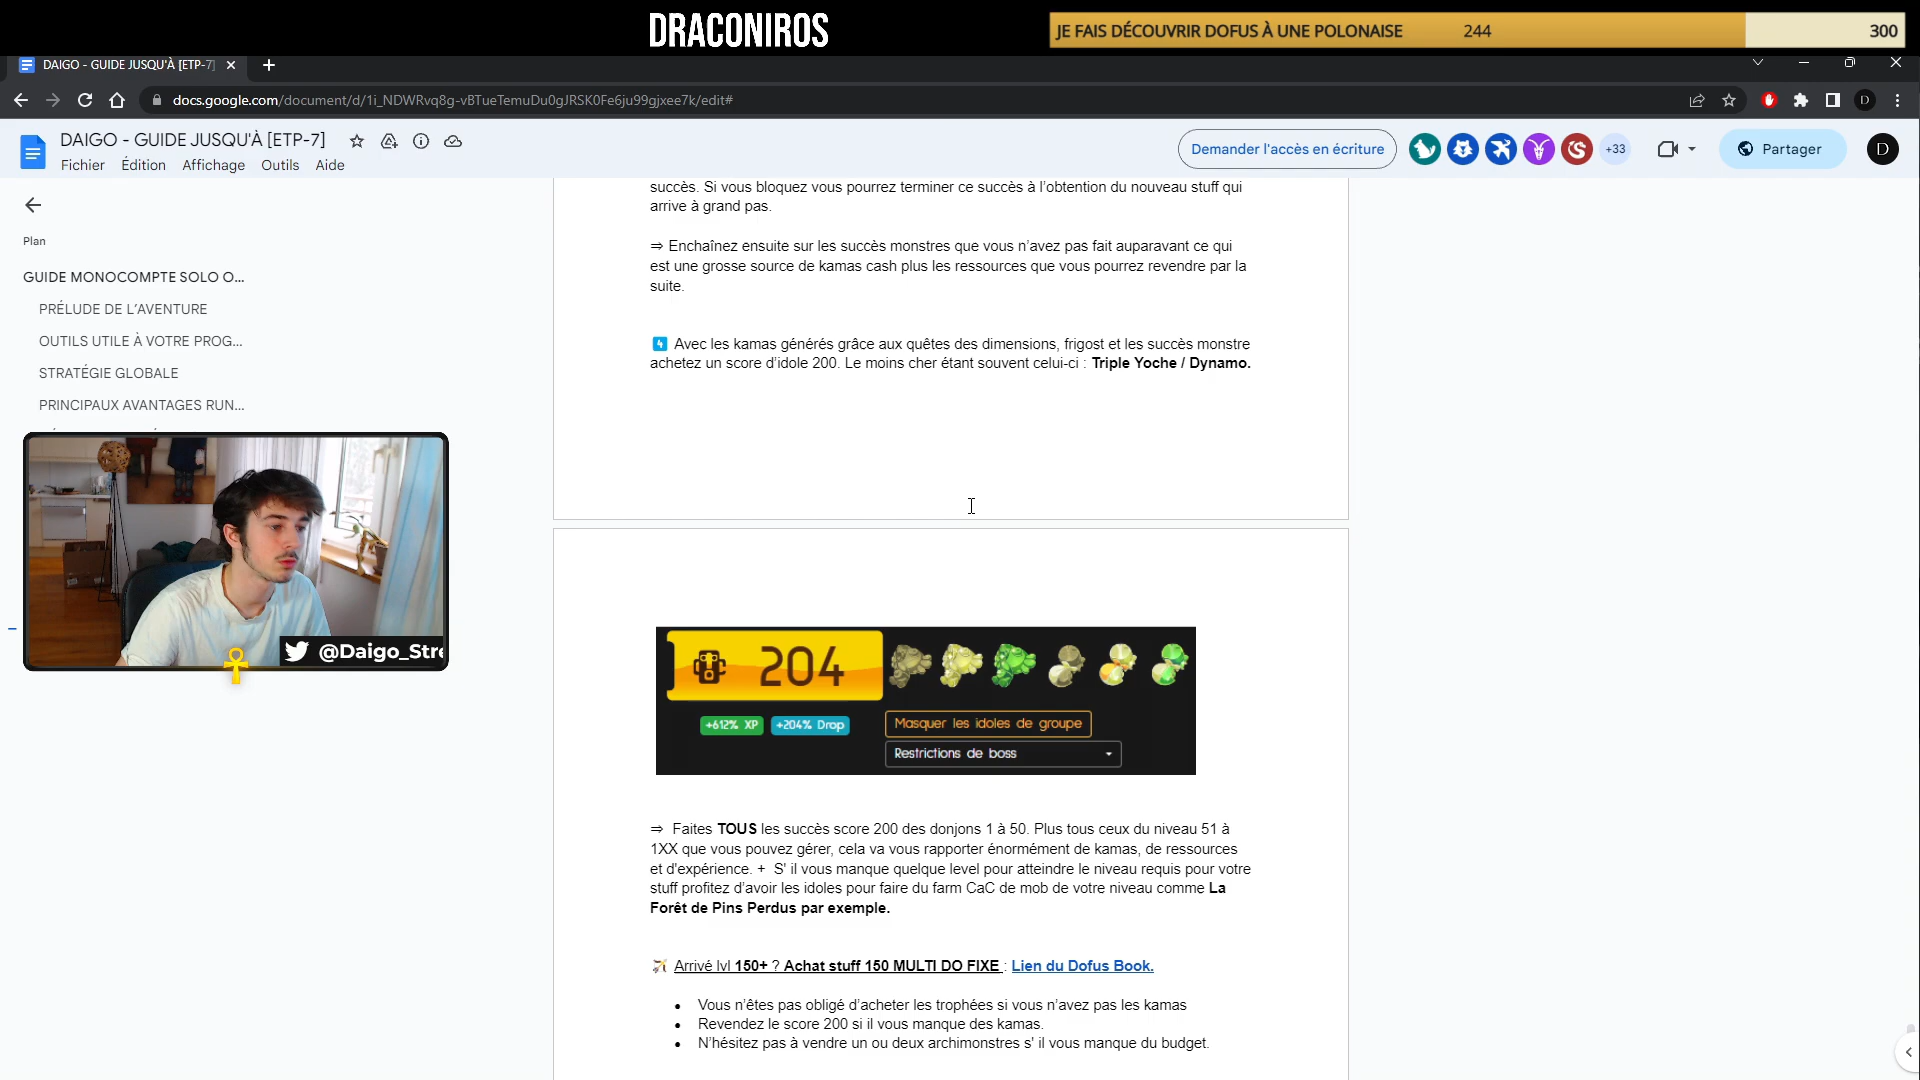 DRACONIROS
JE FAIS DÉCOUVRIR DOFUS À UNE POLONAISE 244 300
DAIGO - GUIDE JUSQU'À [ETP-7]
docs.google.com/document/d/1i_NDWRvq8g-vBTueTemuDu0gJRSK0Fe6ju99gjxee7k/edit#
D
DAIGO - GUIDE JUSQU'À [ETP-7]
Fichier Édition Affichage Outils Aide
Demander l'accès en écriture
+33
Partager
D
Plan
GUIDE MONOCOMPTE SOLO O...
PRÉLUDE DE L'AVENTURE
OUTILS UTILE À VOTRE PROG...
STRATÉGIE GLOBALE
PRINCIPAUX AVANTAGES RUN...
@Daigo_Stre
succès. Si vous bloquez vous pourrez terminer ce succès à l'obtention du nouveau stuff qui
arrive à grand pas.
⇒ Enchaînez ensuite sur les succès monstres que vous n'avez pas fait auparavant ce qui
est une grosse source de kamas cash plus les ressources que vous pourrez revendre par la
suite.
4 Avec les kamas générés grâce aux quêtes des dimensions, frigost et les succès monstre
achetez un score d'idole 200. Le moins cher étant souvent celui-ci : Triple Yoche / Dynamo.
204
+612% XP +204% Drop
Masquer les idoles de groupe
Restrictions de boss
⇒ Faites TOUS les succès score 200 des donjons 1 à 50. Plus tous ceux du niveau 51 à
1XX que vous pouvez gérer, cela va vous rapporter énormément de kamas, de ressources
et d'expérience. + S' il vous manque quelque level pour atteindre le niveau requis pour votre
stuff profitez d'avoir les idoles pour faire du farm CaC de mob de votre niveau comme La
Forêt de Pins Perdus par exemple.
Arrivé lvl 150+ ? Achat stuff 150 MULTI DO FIXE : Lien du Dofus Book.
• Vous n'êtes pas obligé d'acheter les trophées si vous n'avez pas les kamas
• Revendez le score 200 si il vous manque des kamas.
• N'hésitez pas à vendre un ou deux archimonstres s' il vous manque du budget.